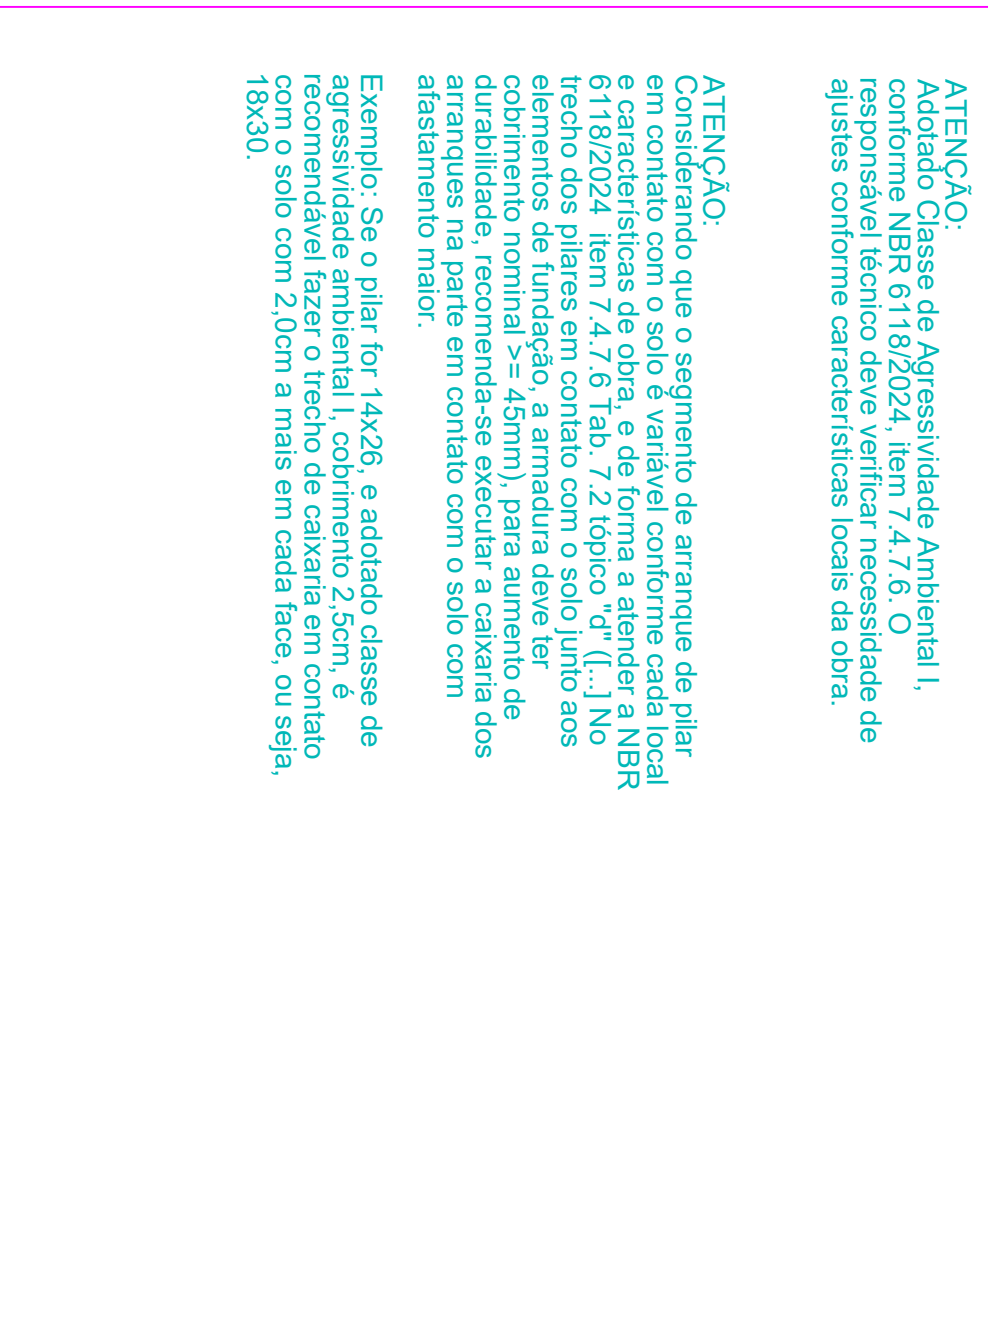 ATENÇÃO:
Adotado Classe de Agressividade Ambiental I,
conforme NBR 6118/2024, item 7.4.7.6. O
responsável técnico deve verificar necessidade de
ajustes conforme características locais da obra.
ATENÇÃO:
Considerando que o segmento de arranque de pilar
em contato com o solo é variável conforme cada local
e características de obra, e de forma a atender a NBR
6118/2024 item 7.4.7.6 Tab. 7.2 tópico "d" ([...] No
trecho dos pilares em contato com o solo junto aos
elementos de fundação, a armadura deve ter
cobrimento nominal >= 45mm), para aumento de
durabilidade, recomenda-se executar a caixaria dos
arranques na parte em contato com o solo com
afastamento maior.
Exemplo: Se o pilar for 14x26, e adotado classe de
agressividade ambiental I, cobrimento 2,5cm, é
recomendável fazer o trecho de caixaria em contato
com o solo com 2,0cm a mais em cada face, ou seja,
18x30.